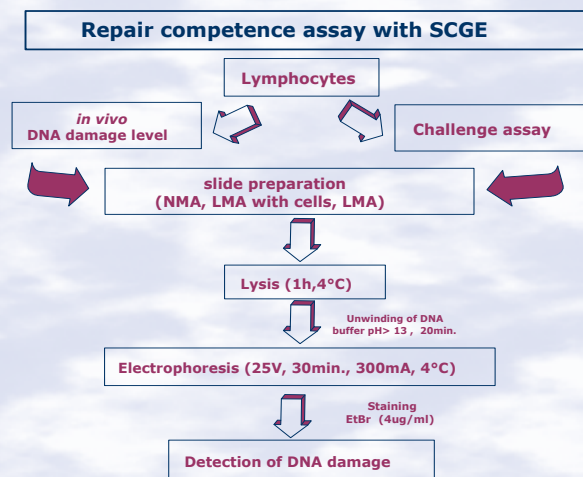 Repair competence assay with SCGE
Lymphocytes
in vivo
DNA damage level
Challenge assay
slide preparation
(NMA, LMA with cells, LMA)
Lysis (1h,4°C)
Unwinding of DNA
buffer pH> 13 , 20min.
Electrophoresis (25V, 30min., 300mA, 4°C)
Staining
EtBr (4ug/ml)
Detection of DNA damage